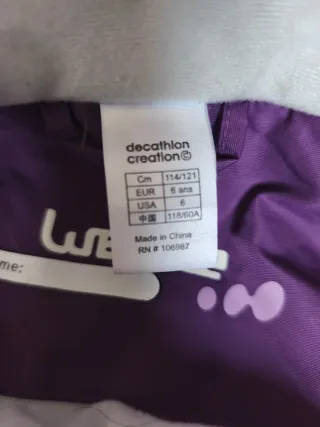 decathlon
creation©
Cm 114/121
EUR 6 ans
USA 6
中国 118/60A
Made in China
RN # 106987